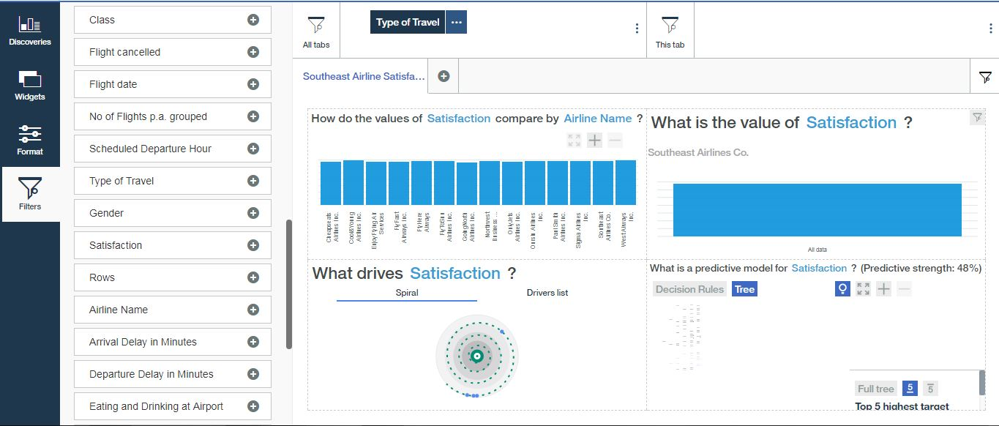 Discoveries
Widgets
Format
Filters
Class
Flight cancelled
Flight date
No of Flights p.a. grouped
Scheduled Departure Hour
Type of Travel
Gender
Satisfaction
Rows
Airline Name
Arrival Delay in Minutes
Departure Delay in Minutes
Eating and Drinking at Airport
All tabs
Type of Travel ...
This tab
Southeast Airline Satisfa...
How do the values of Satisfaction compare by Airline Name ?
Cheapseats Airlines Inc.
Cool&Young Airlines Inc.
EnjoyFlying Air Services
FlyFast Airways Inc.
FlyHere Airways
FlyToSun Airlines Inc.
GoingNorth Airlines Inc.
Northwest Business ...
OnlyJets Airlines Inc.
Oursin Airlines Inc.
Paul Smith Airlines Inc.
Sigma Airlines Inc.
Southeast Airlines Co.
West Airways Inc.
What is the value of Satisfaction ?
Southeast Airlines Co.
All data
What drives Satisfaction ?
Spiral
Drivers list
What is a predictive model for Satisfaction ? (Predictive strength: 48%)
Decision Rules
Tree
Full tree
5
5
Top 5 highest target